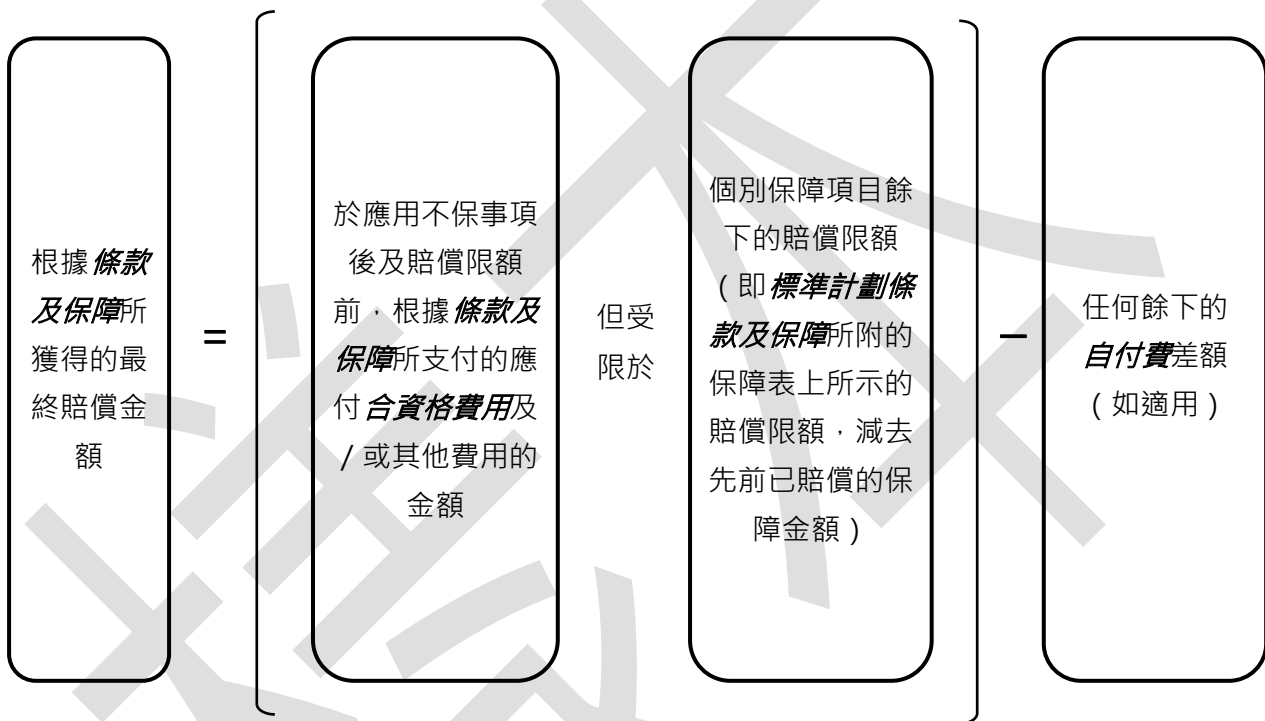 根據條款
及保障所
獲得的最
終賠償金
額
=
於應用不保事項
後及賠償限額
前，根據條款及
保障所支付的應
付合資格費用及
/ 或其他費用的
金額
但受
限於
個別保障項目餘
下的賠償限額
（即標準計劃條
款及保障所附的
保障表上所示的
賠償限額，減去
先前已賠償的保
障金額）
–
任何餘下的
自付費差額
（如適用）